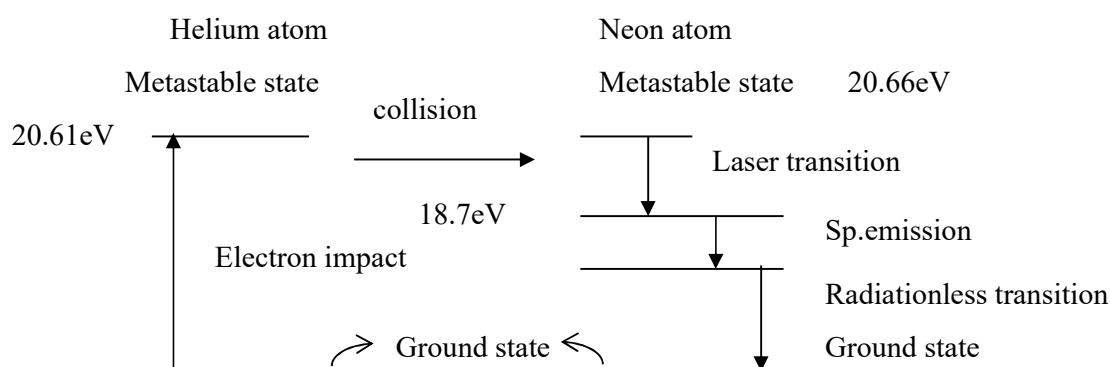 Helium atom Neon atom
Metastable state Metastable state 20.66eV
collision
20.61eV
Laser transition
18.7eV
Sp.emission
Electron impact
Radiationless transition
Ground state Ground state